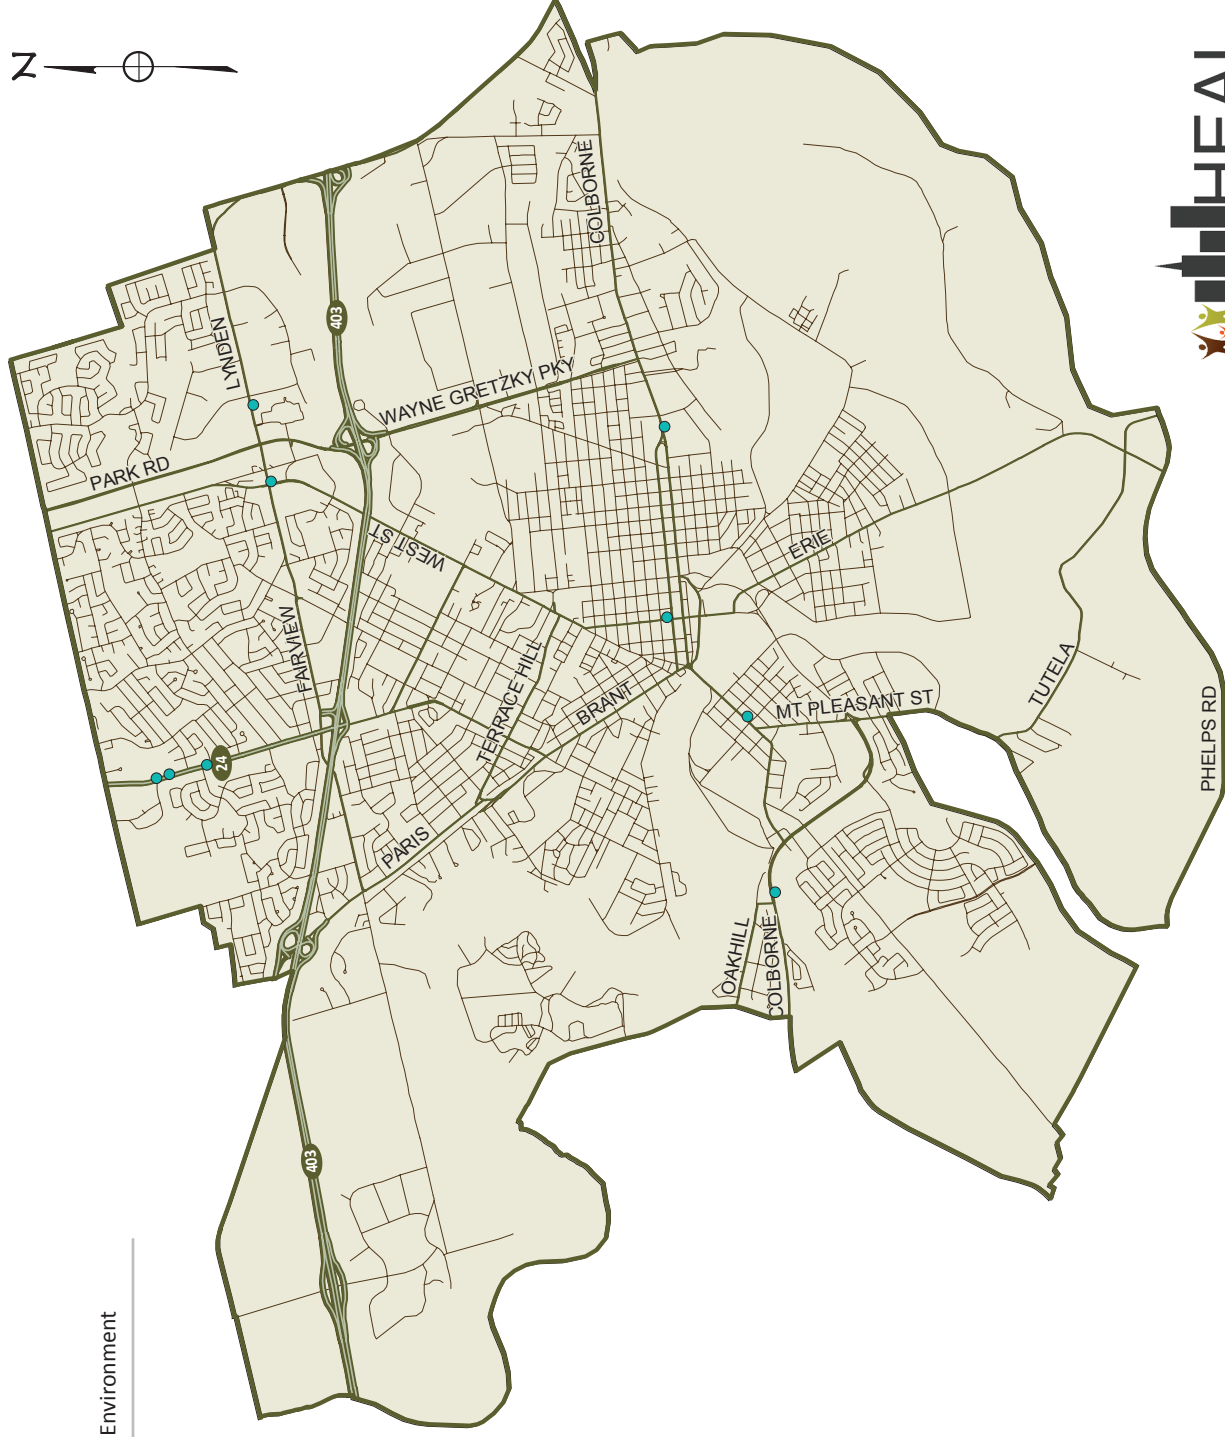 Environment
N
PARK RD
LYNDEN
403
WAYNE GRETZKY PKY
COLBORNE
WEST ST
FAIRVIEW
TERRACE HILL
BRANT
24
PARIS
ERIE
MT PLEASANT ST
TUTELA
PHELPS RD
OAKHILL
COLBORNE
403